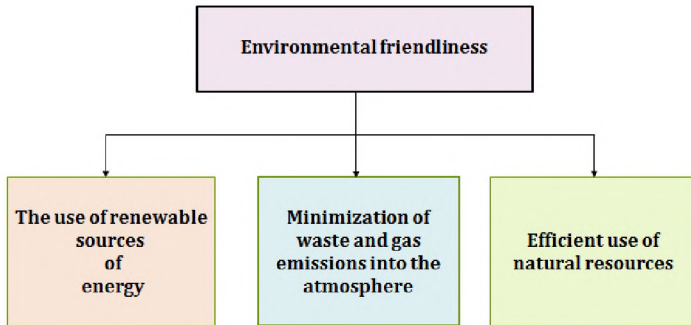 Environmental friendliness
The use of renewable
sources
of
energy
Minimization of
waste and gas
emissions into the
atmosphere
Efficient use of
natural resources